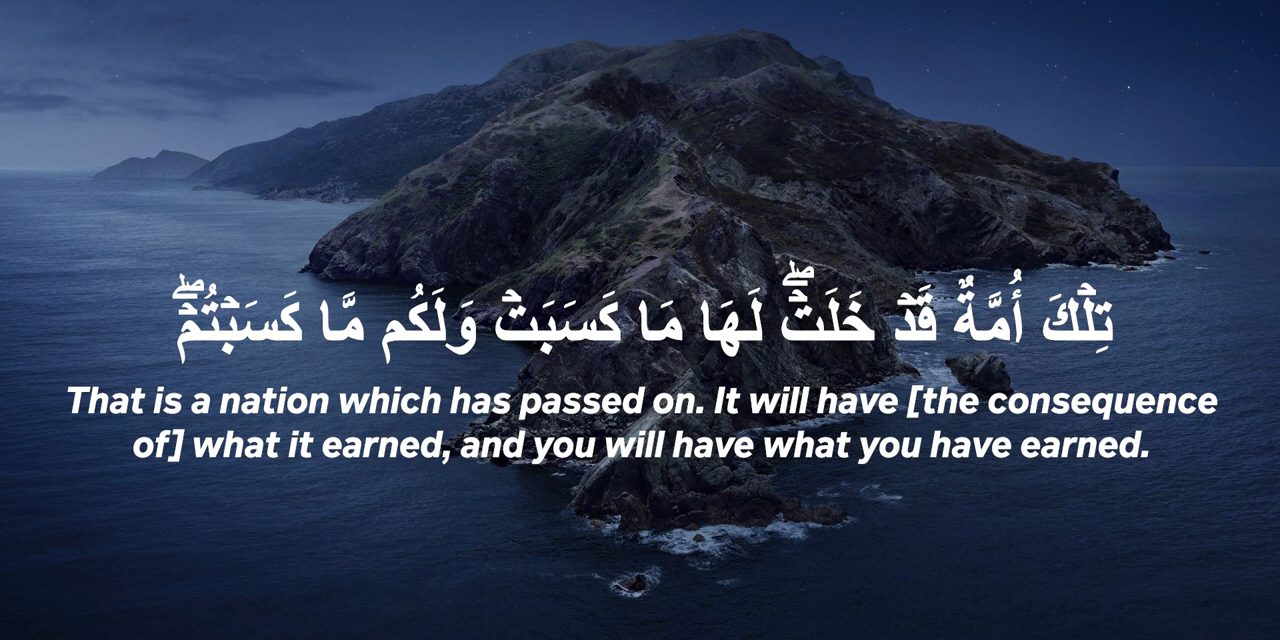 تِلۡكَ أُمَّةٌ قَدۡ خَلَتۡۖ لَهَا مَا كَسَبَتۡ وَلَكُم مَّا كَسَبۡتُمۡۖ
That is a nation which has passed on. It will have [the consequence
of] what it earned, and you will have what you have earned.